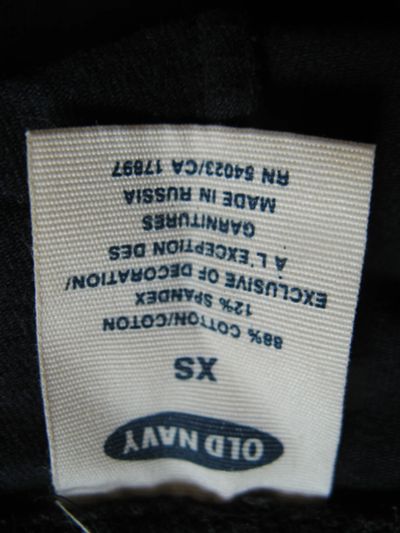 OLD NAVY
XS
88% COTTON/COTON
12% SPANDEX
EXCLUSIVE OF DECORATION/
À L'EXCEPTION DES
GARNITURES
MADE IN RUSSIA
RN 54023/CA 17897